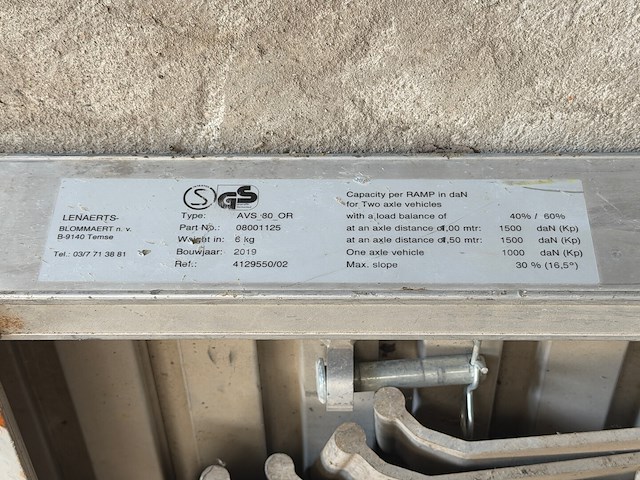 LENAERTS-
BLOMMAERT n. v.
B-9140 Temse
Tel.: 03/7 71 38 81
S GS
Type: AVS 80 OR
Part No.: 08001125
Weight in: 6 kg
Bouwjaar: 2019
Ref.: 4129550/02
Capacity per RAMP in daN
for Two axle vehicles
with a load balance of 40% / 60%
at an axle distance of 1,00 mtr: 1500 daN (Kp)
at an axle distance of 1,50 mtr: 1500 daN (Kp)
One axle vehicle 1000 daN (Kp)
Max. slope 30 % (16,5°)